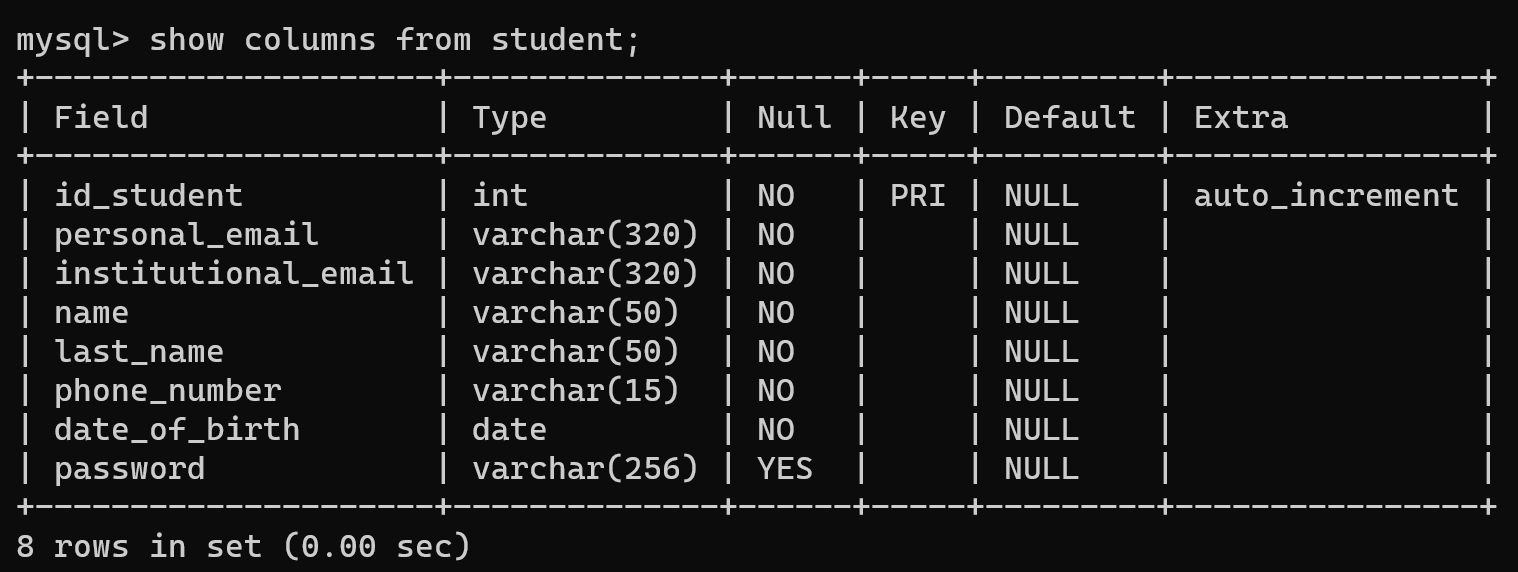 mysql> show columns from student;
+---------------------+--------------+------+-----+---------+----------------+
| Field               | Type         | Null | Key | Default | Extra          |
+---------------------+--------------+------+-----+---------+----------------+
| id_student          | int          | NO   | PRI | NULL    | auto_increment |
| personal_email      | varchar(320) | NO   |     | NULL    |                |
| institutional_email | varchar(320) | NO   |     | NULL    |                |
| name                | varchar(50)  | NO   |     | NULL    |                |
| last_name           | varchar(50)  | NO   |     | NULL    |                |
| phone_number        | varchar(15)  | NO   |     | NULL    |                |
| date_of_birth       | date         | NO   |     | NULL    |                |
| password            | varchar(256) | YES  |     | NULL    |                |
+---------------------+--------------+------+-----+---------+----------------+
8 rows in set (0.00 sec)